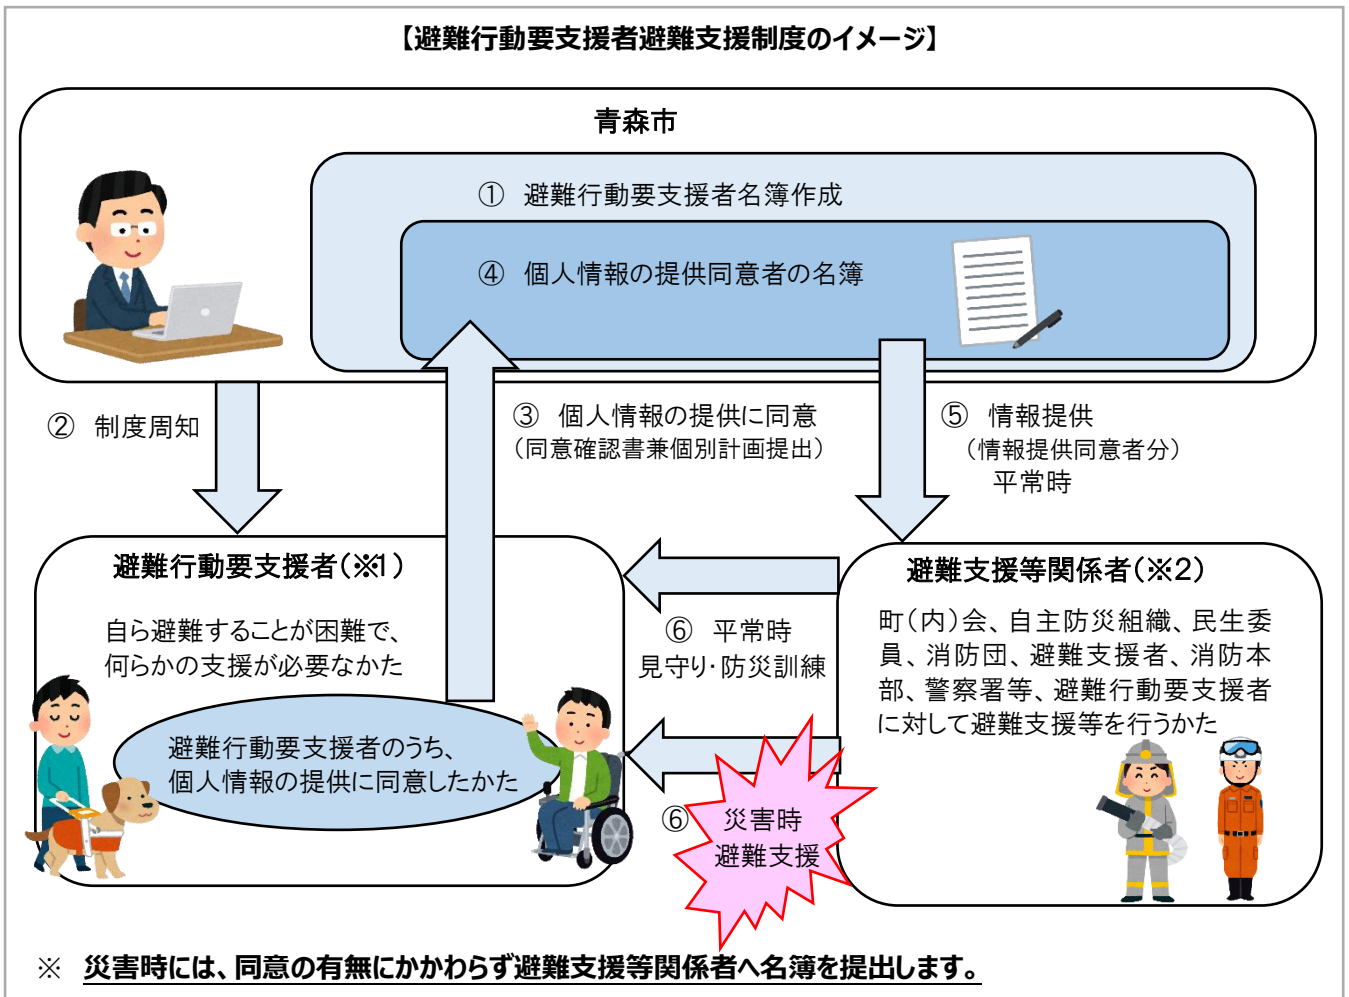 【避難行動要支援者避難支援制度のイメージ】
青森市
① 避難行動要支援者名簿作成
④ 個人情報の提供同意者の名簿
② 制度周知
③ 個人情報の提供に同意
（同意確認書兼個別計画提出）
⑤ 情報提供
（情報提供同意者分）
平常時
避難行動要支援者（※1）
自ら避難することが困難で、
何らかの支援が必要なかた
避難行動要支援者のうち、
個人情報の提供に同意したかた
⑥ 平常時
見守り・防災訓練
⑥ 災害時
避難支援
避難支援等関係者（※2）
町（内）会、自主防災組織、民生委
員、消防団、避難支援者、消防本
部、警察署等、避難行動要支援者
に対して避難支援等を行うかた
※ 災害時には、同意の有無にかかわらず避難支援等関係者へ名簿を提出します。